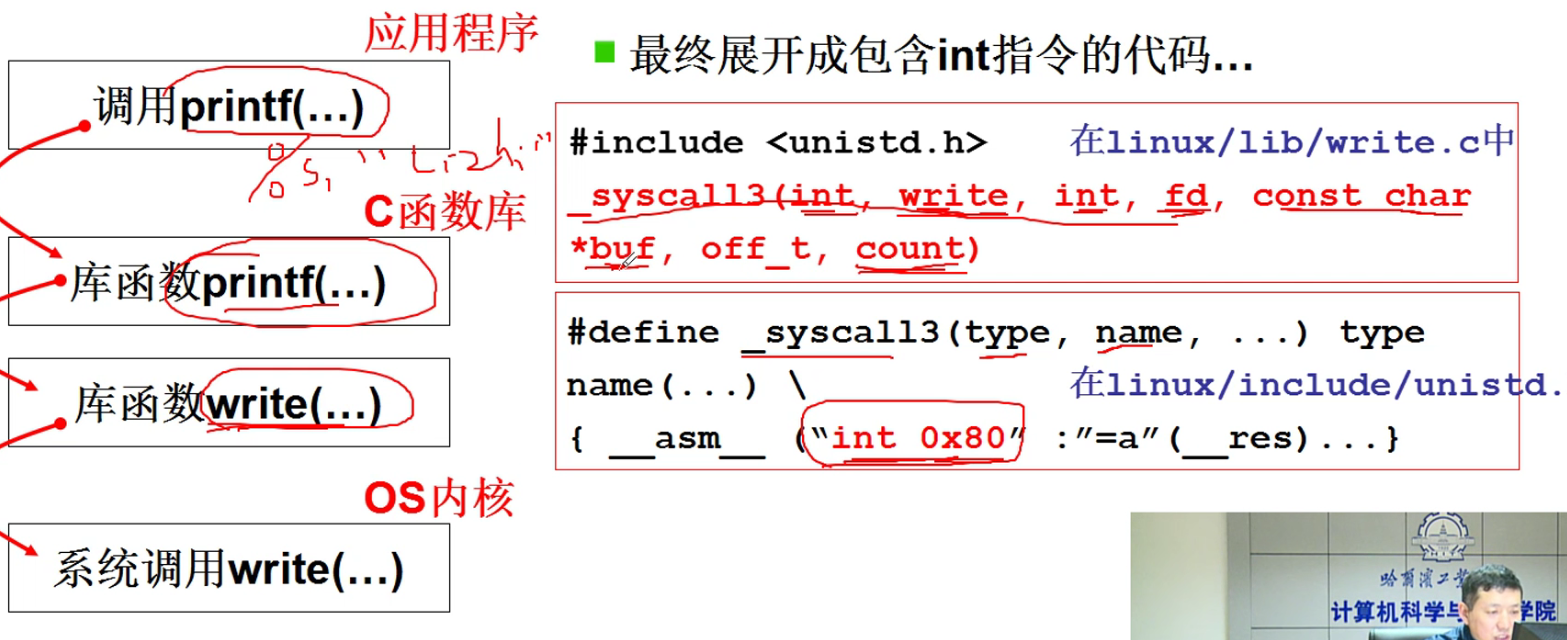 应用程序
调用printf(...)
%s, "Lizhi"
C函数库
库函数printf(...)
库函数write(...)
OS内核
系统调用write(...)
最终展开成包含int指令的代码...
#include <unistd.h> 在linux/lib/write.c中
_syscall3(int, write, int, fd, const char
*buf, off_t, count)
#define _syscall3(type, name, ...) type
name(...) \ 在linux/include/unistd.
{ __asm__ (“int 0x80” :”=a”(__res)...}
哈爾濱工業
计算机科学与 学院